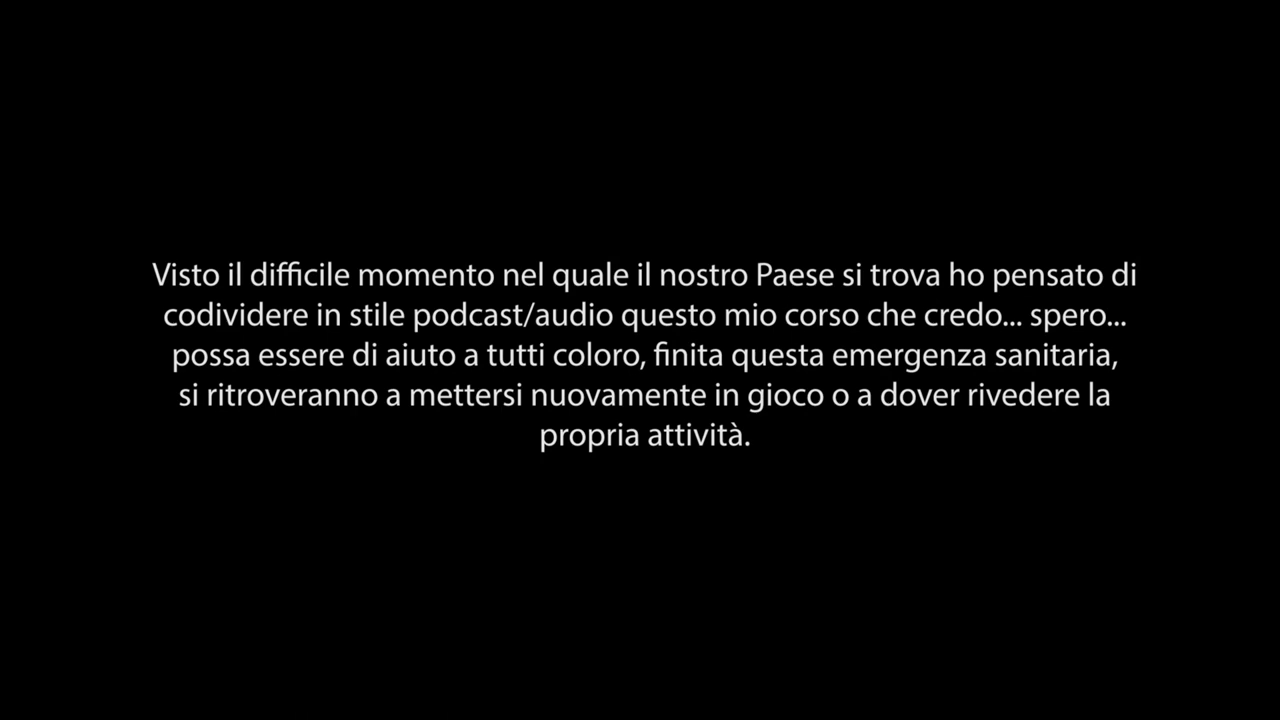 Visto il difficile momento nel quale il nostro Paese si trova ho pensato di
codividere in stile podcast/audio questo mio corso che credo... spero...
possa essere di aiuto a tutti coloro, finita questa emergenza sanitaria,
si ritroveranno a mettersi nuovamente in gioco o a dover rivedere la
propria attività.